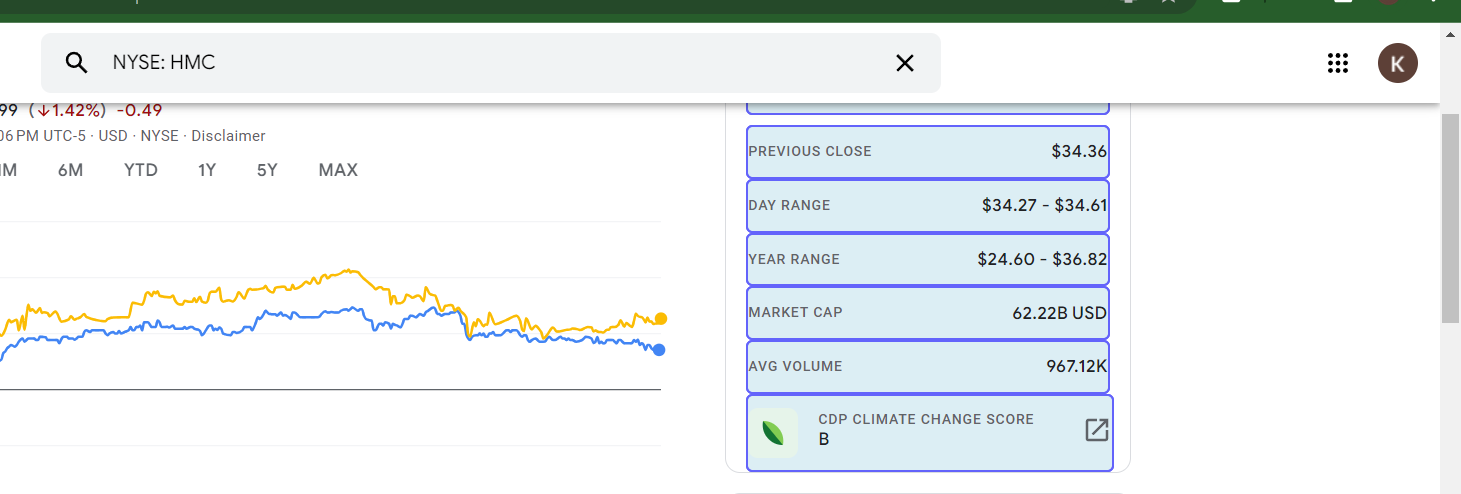 NYSE: HMC
K
99 (↓1.42%) -0.49
06 PM UTC-5 · USD · NYSE · Disclaimer
1M 6M YTD 1Y 5Y MAX
PREVIOUS CLOSE $34.36
DAY RANGE $34.27 - $34.61
YEAR RANGE $24.60 - $36.82
MARKET CAP 62.22B USD
AVG VOLUME 967.12K
CDP CLIMATE CHANGE SCORE
B